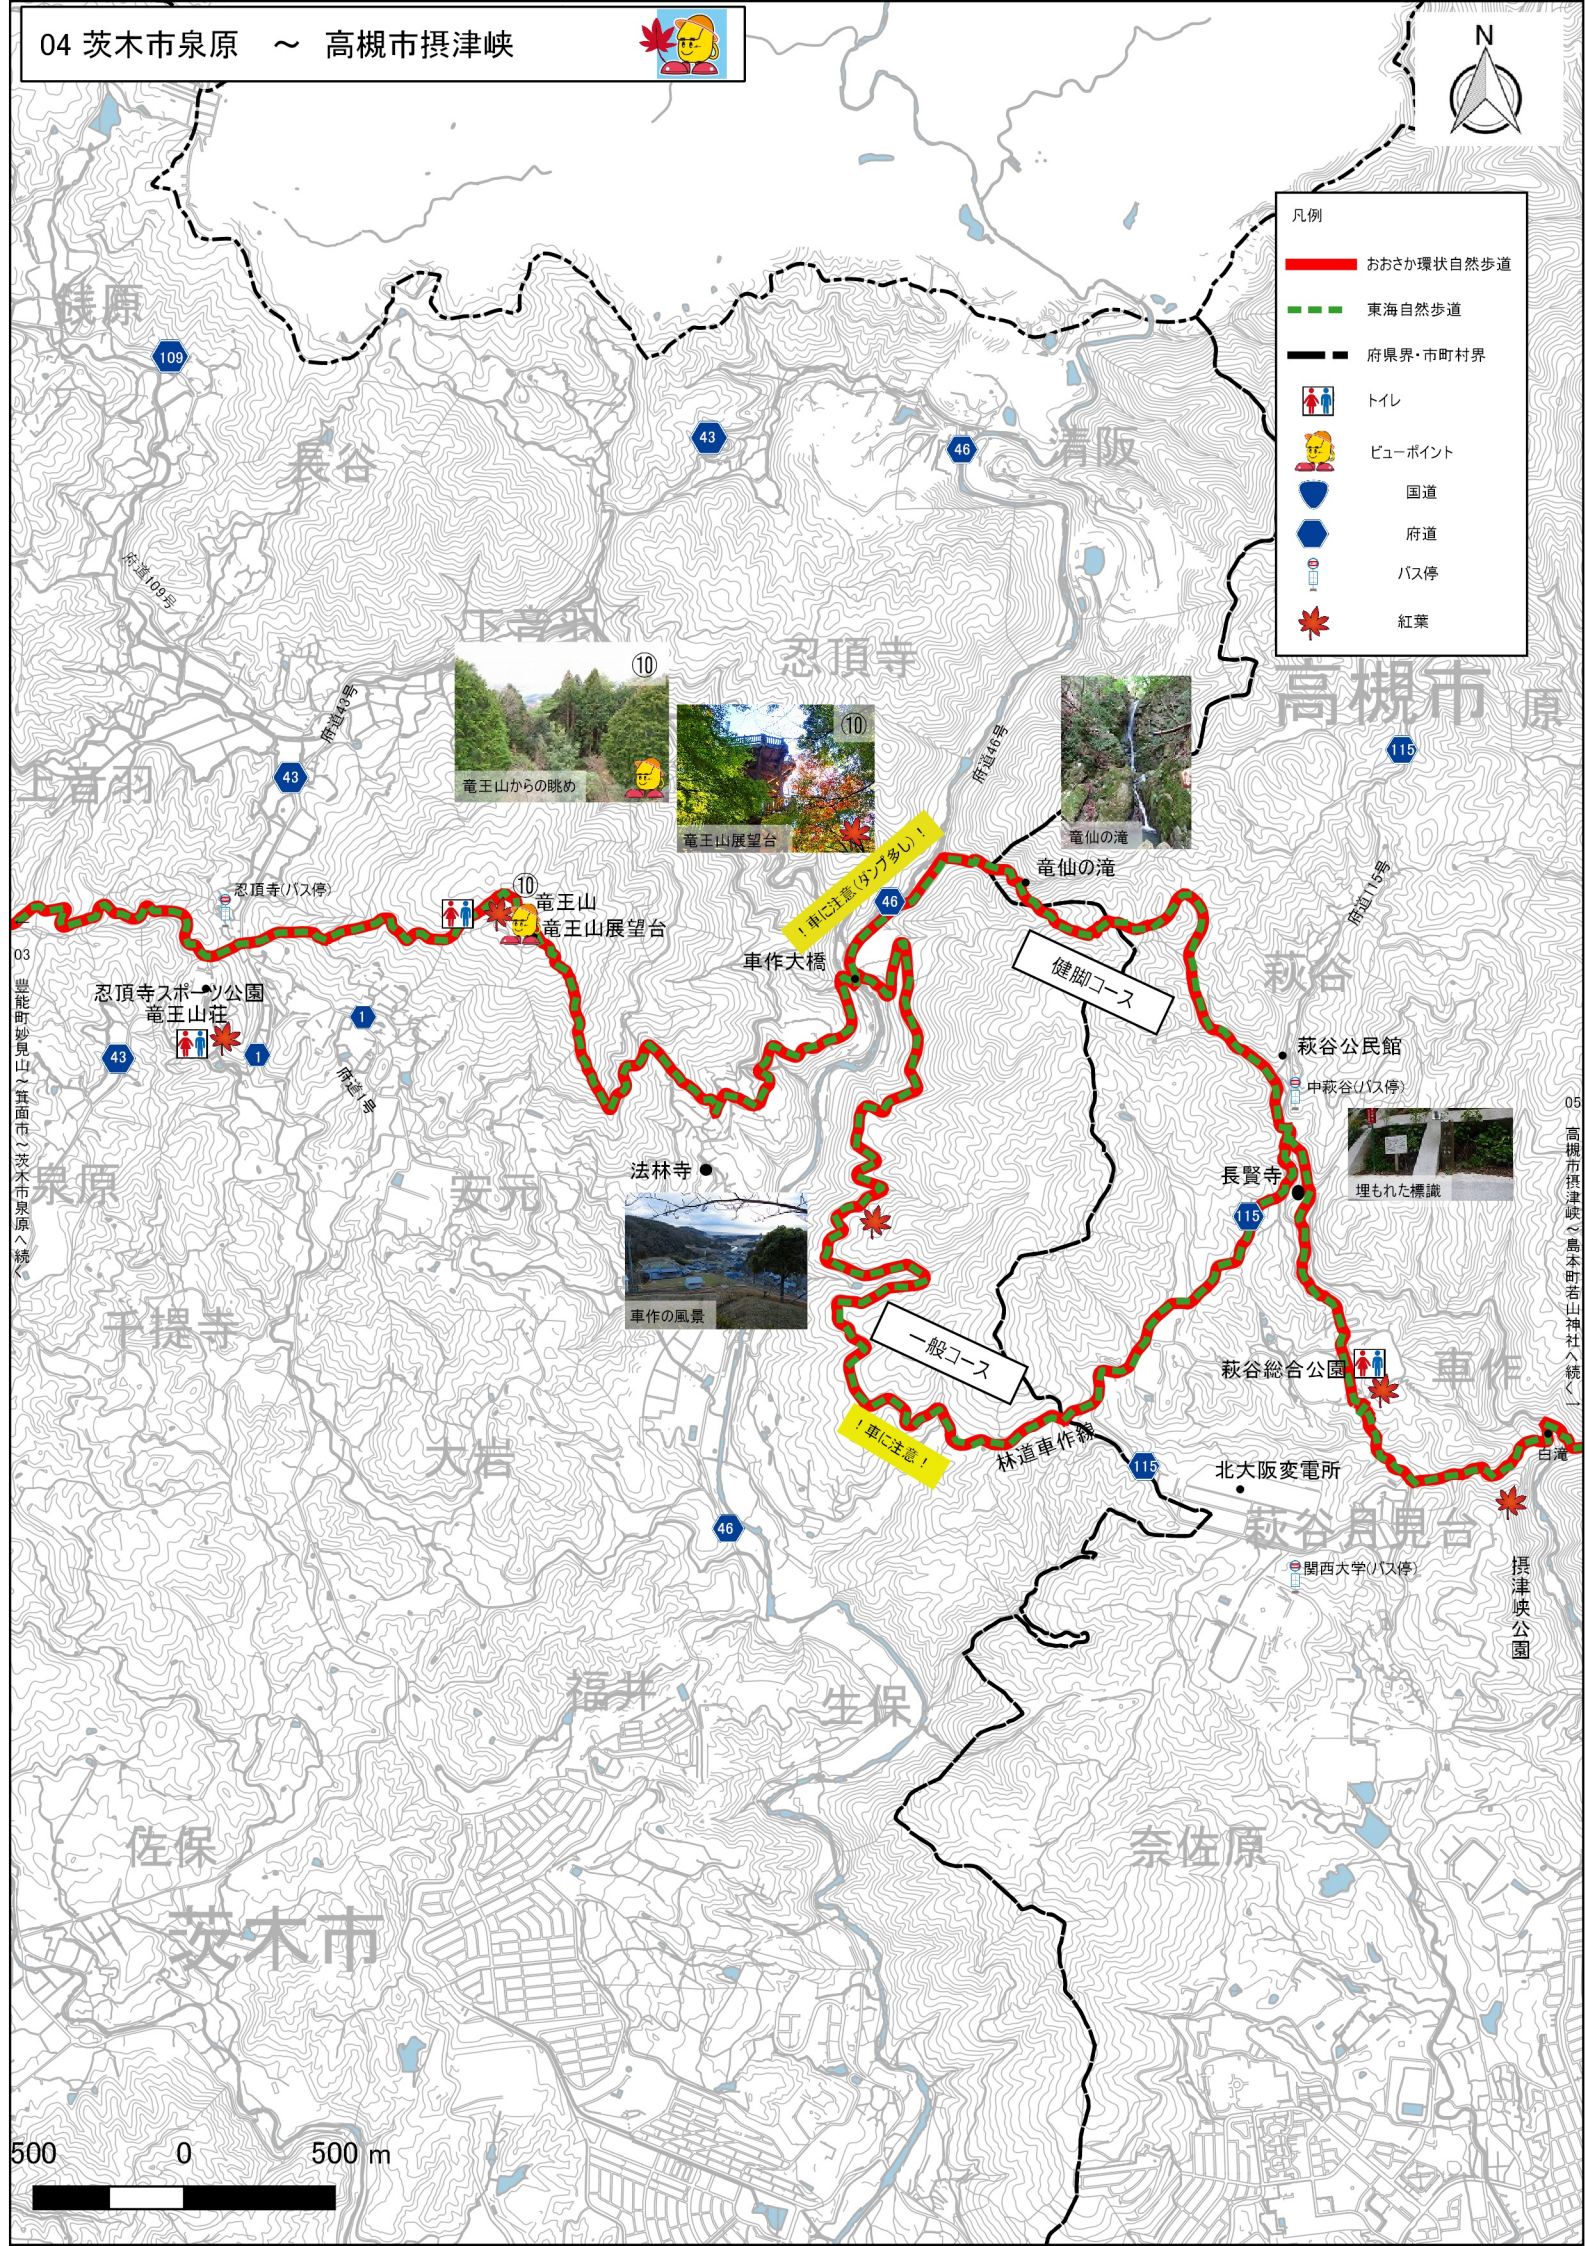 04 茨木市泉原 ～ 高槻市摂津峡
N
凡例
おおさか環状自然歩道
東海自然歩道
府県界・市町村界
トイレ
ビューポイント
国道
府道
バス停
紅葉
銭原
109
長谷
43
46
清阪
府道109号
下音羽
忍頂寺
高槻市
原
115
府道43号
43
上音羽
⑩
竜王山からの眺め
⑩
竜王山展望台
府道46号
竜仙の滝
！車に注意(ダンプ多し)！
46
竜仙の滝
府道115号
忍頂寺(バス停)
⑩
竜王山
竜王山展望台
車作大橋
健脚コース
萩谷
03 豊能町妙見山～箕面市～茨木市泉原へ続く
忍頂寺スポーツ公園
竜王山荘
43
1
1
府道1号
萩谷公民館
中萩谷(バス停)
埋もれた標識
05 高槻市摂津峡～島本町若山神社へ続く
泉原
安元
法林寺
長賢寺
115
車作の風景
千提寺
一般コース
萩谷総合公園
車作
！車に注意！
林道車作線
大岩
115
北大阪変電所
白滝
46
萩谷月見台
関西大学(バス停)
摂津峡公園
福井
生保
佐保
奈佐原
茨木市
500 0 500 m